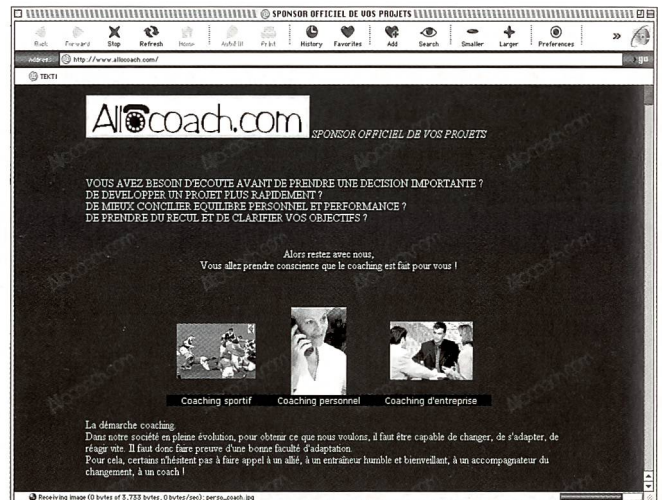 SPONSOR OFFICIEL DE VOS PROJETS
Back Forward Stop Refresh Home AutoFill Print History Favorites Add Search Smaller Larger Preferences »
Address: http://www.allocoach.com/ go
TEXT1
Allocoach.com SPONSOR OFFICIEL DE VOS PROJETS
VOUS AVEZ BESOIN D'ECOUTE AVANT DE PRENDRE UNE DECISION IMPORTANTE ?
DE DEVELOPPER UN PROJET PLUS RAPIDEMENT ?
DE MIEUX CONCILIER EQUILIBRE PERSONNEL ET PERFORMANCE ?
DE PRENDRE DU RECUL ET DE CLARIFIER VOS OBJECTIFS ?
Alors restez avec nous,
Vous allez prendre conscience que le coaching est fait pour vous !
Coaching sportif Coaching personnel Coaching d'entreprise
La démarche coaching.
Dans notre société en pleine évolution, pour obtenir ce que nous voulons, il faut être capable de changer, de s'adapter, de
réagir vite. Il faut donc faire preuve d'une bonne faculté d'adaptation.
Pour cela, certains n'hésitent pas à faire appel à un allié, à un entraîneur humble et bienveillant, à un accompagnateur du
changement, à un coach !
Receiving image (0 bytes of 3,733 bytes, 0 bytes/sec): perso_coach.jpg